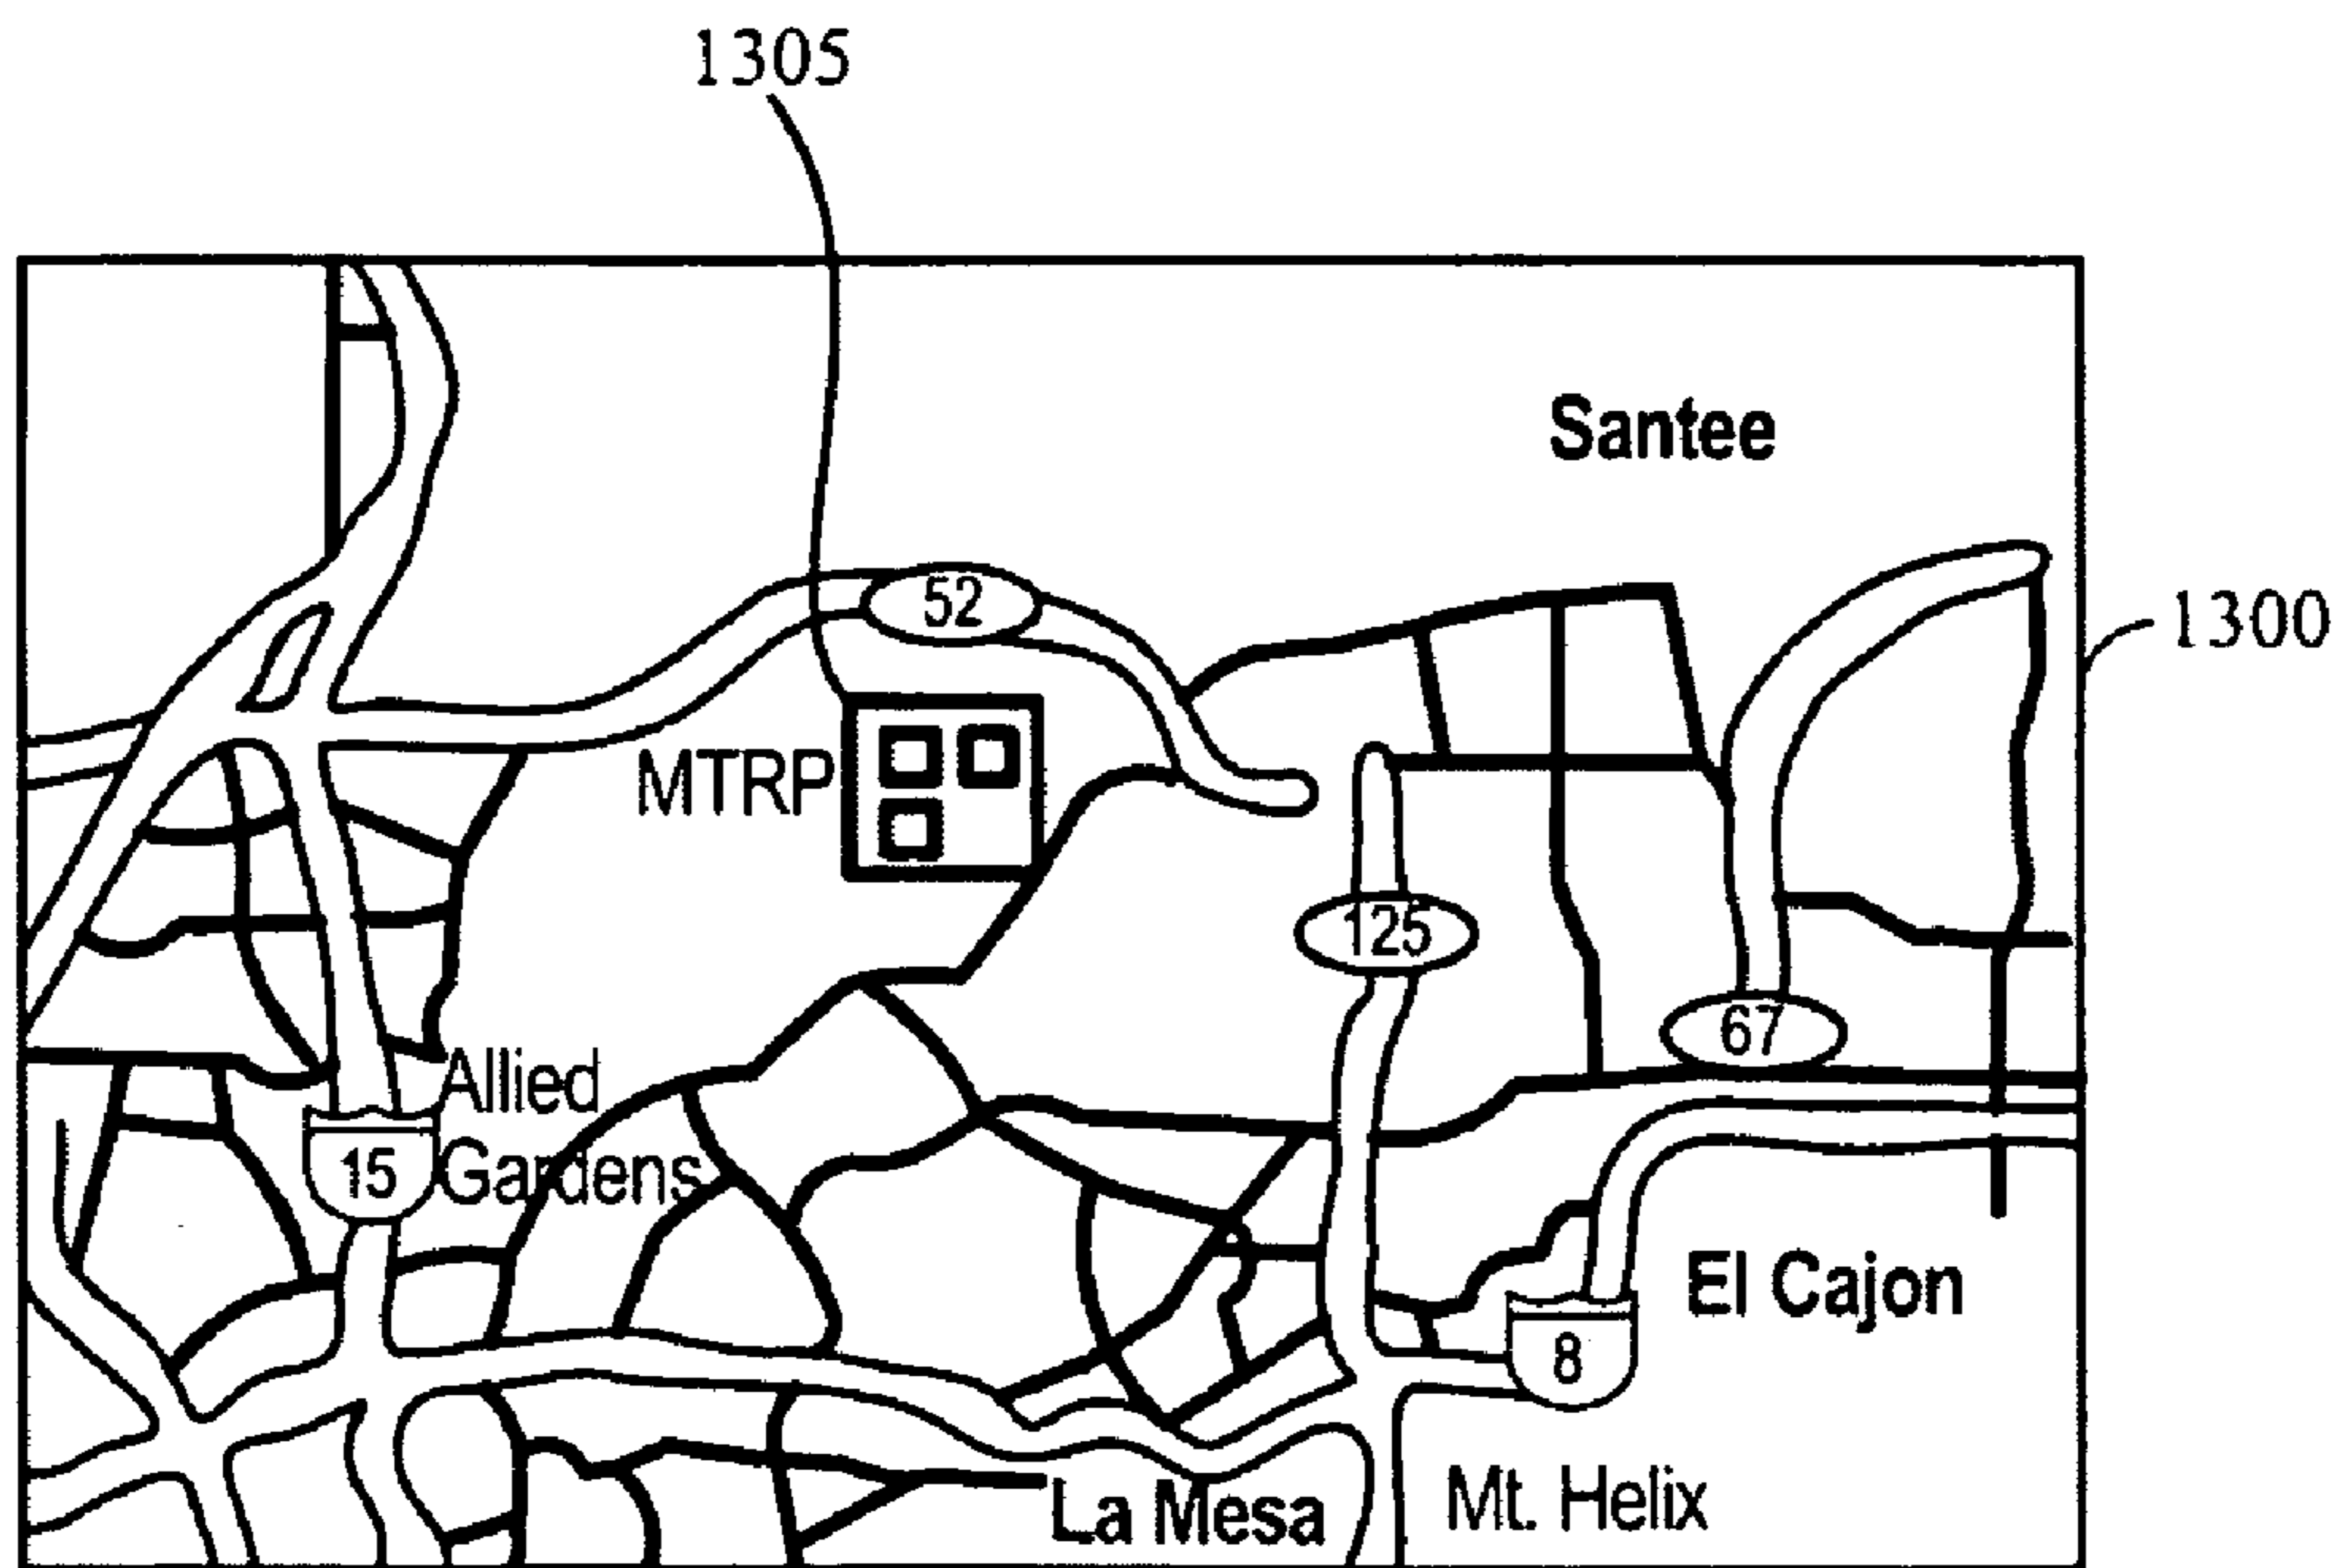 1305
Santee
52
1300
MTRP
125
67
Allied
Gardens
15
El Cajon
8
La Mesa
Mt. Helix